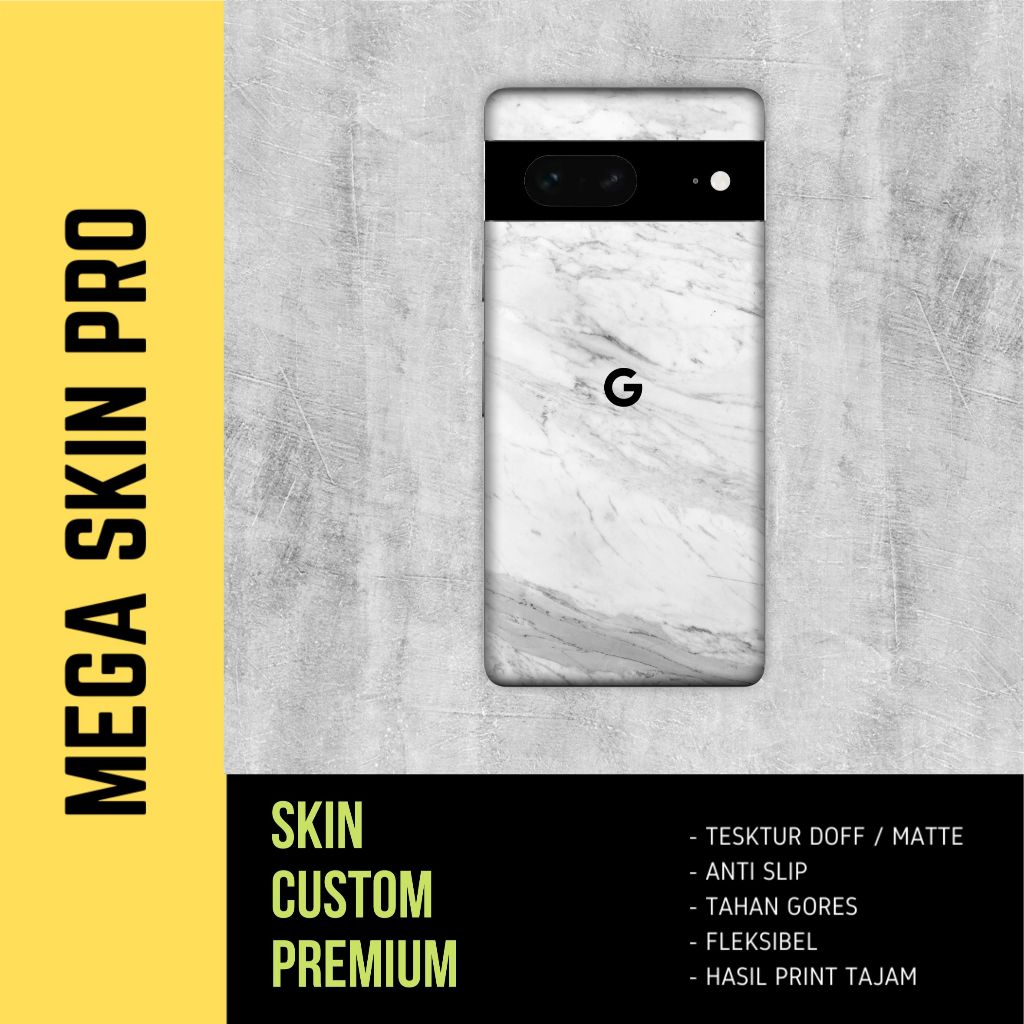 MEGA SKIN PRO
G
SKIN
CUSTOM
PREMIUM
- TESKTUR DOFF / MATTE
- ANTI SLIP
- TAHAN GORES
- FLEKSIBEL
- HASIL PRINT TAJAM